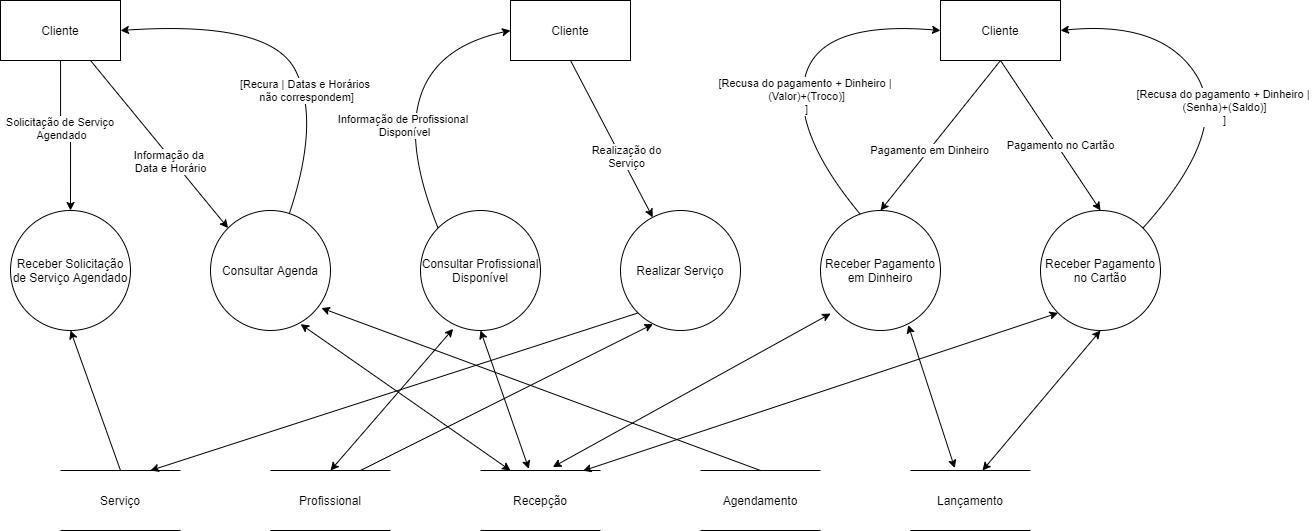 Cliente
Cliente
Cliente
[Recura | Datas e Horários
não correspondem]
[Recusa do pagamento + Dinheiro |
(Valor)+(Troco)]
]
[Recusa do pagamento + Dinheiro |
(Senha)+(Saldo)]
]
Solicitação de Serviço
Agendado
Informação da
Data e Horário
Informação de Profissional
Disponível
Realização do
Serviço
Pagamento em Dinheiro
Pagamento no Cartão
Receber Solicitação
de Serviço Agendado
Consultar Agenda
Consultar Profissional
Disponível
Realizar Serviço
Receber Pagamento
em Dinheiro
Receber Pagamento
no Cartão
Serviço
Profissional
Recepção
Agendamento
Lançamento